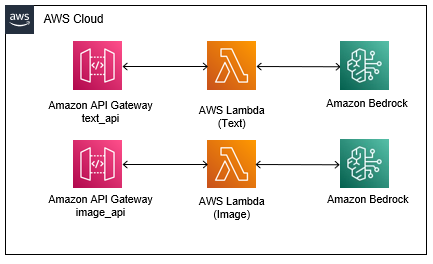 aws
AWS Cloud
Amazon API Gateway
text_api
AWS Lambda
(Text)
Amazon Bedrock
Amazon API Gateway
image_api
AWS Lambda
(Image)
Amazon Bedrock